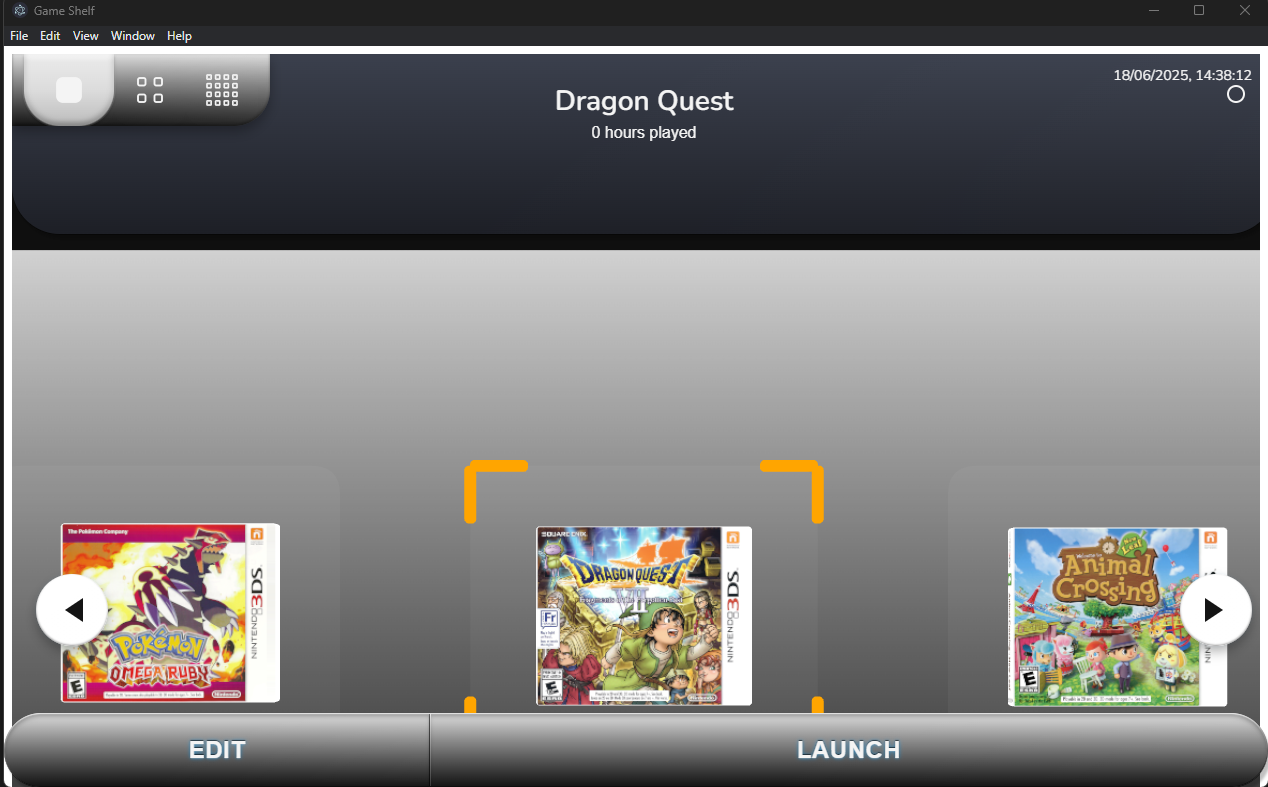 Game Shelf
File Edit View Window Help
18/06/2025, 14:38:12
Dragon Quest
0 hours played
The Pokémon Company
POKÉMON
OMEGA RUBY
E
Nintendo
NINTENDO 3DS
SQUARE ENIX
DRAGON QUEST
VII
Fragments of the Forgotten Past
Fr
E
Nintendo
NINTENDO 3DS
Animal
Crossing
E
Nintendo
NIN
EDIT
LAUNCH